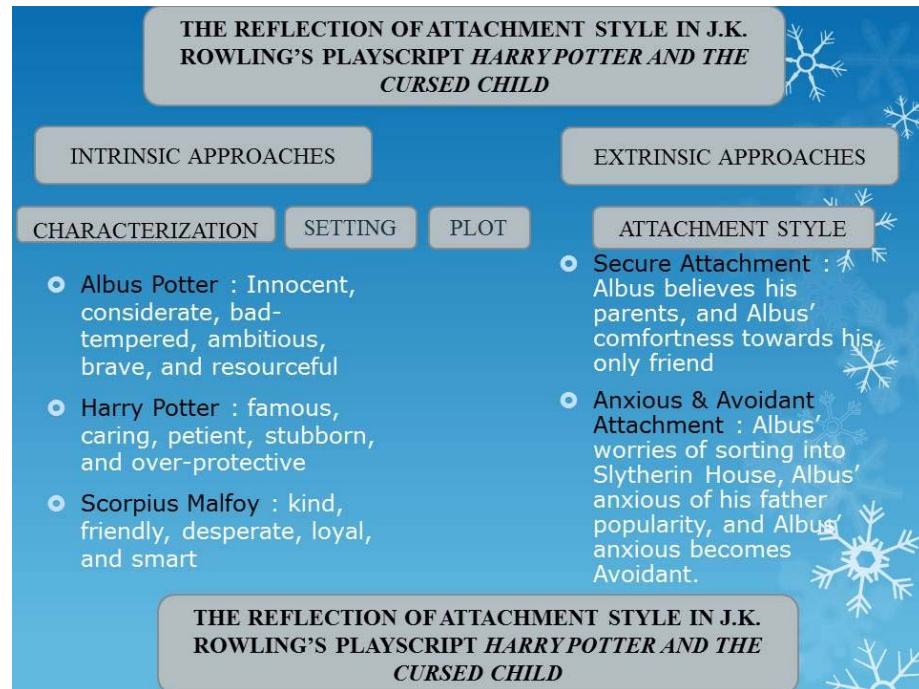 THE REFLECTION OF ATTACHMENT STYLE IN J.K.
ROWLING'S PLAYSCRIPT HARRY POTTER AND THE
CURSED CHILD
INTRINSIC APPROACHES
EXTRINSIC APPROACHES
CHARACTERIZATION
SETTING
PLOT
ATTACHMENT STYLE
Albus Potter : Innocent,
considerate, bad-
tempered, ambitious,
brave, and resourceful
Harry Potter : famous,
caring, petient, stubborn,
and over-protective
Scorpius Malfoy : kind,
friendly, desperate, loyal,
and smart
Secure Attachment :
Albus believes his
parents, and Albus'
comfortness towards his
only friend
Anxious & Avoidant
Attachment : Albus'
worries of sorting into
Slytherin House, Albus'
anxious of his father
popularity, and Albus'
anxious becomes
Avoidant.
THE REFLECTION OF ATTACHMENT STYLE IN J.K.
ROWLING'S PLAYSCRIPT HARRY POTTER AND THE
CURSED CHILD